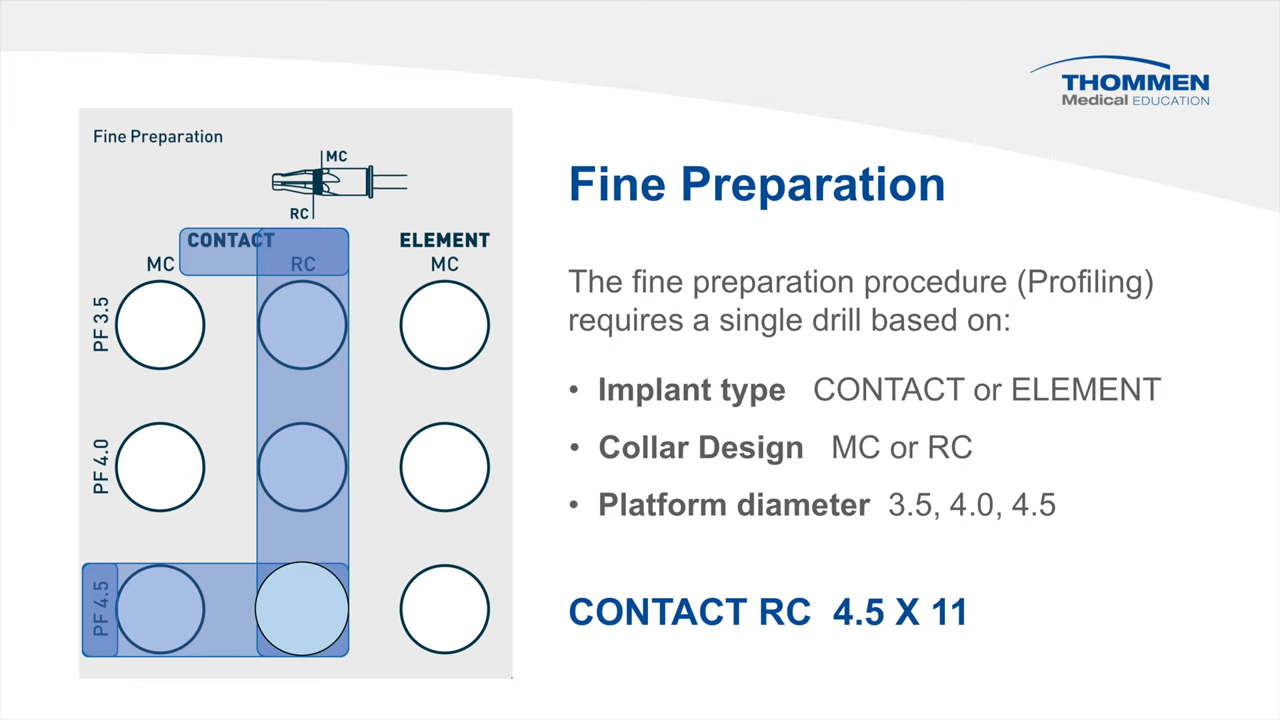 THOMMEN
Medical EDUCATION
Fine Preparation
MC
RC
CONTACT
ELEMENT
MC
RC
MC
PF 3.5
PF 4.0
PF 4.5
Fine Preparation
The fine preparation procedure (Profiling)
requires a single drill based on:
• Implant type CONTACT or ELEMENT
• Collar Design MC or RC
• Platform diameter 3.5, 4.0, 4.5
CONTACT RC 4.5 X 11